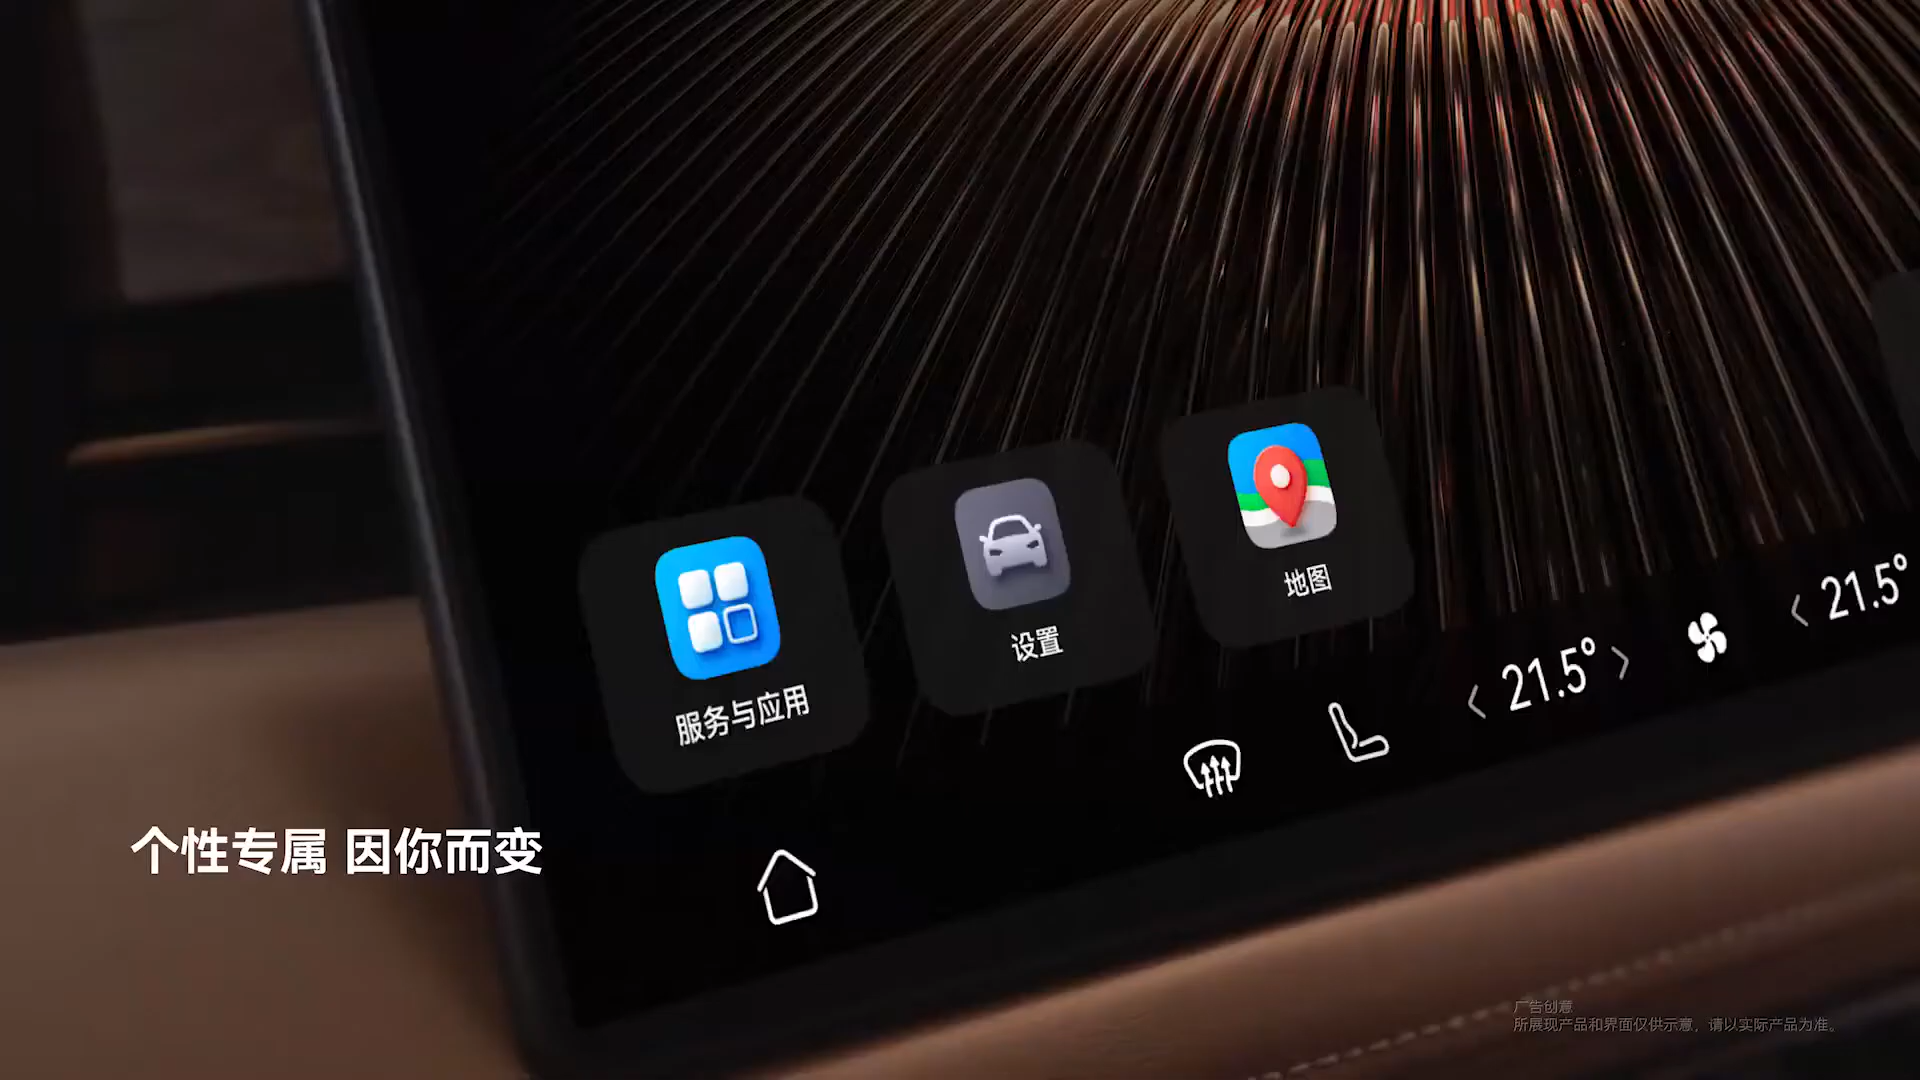 服务与应用
设置
地图
< 21.5° >
< 21.5°
个性专属 因你而变
广告创意
所展现产品和界面仅供示意，请以实际产品为准。